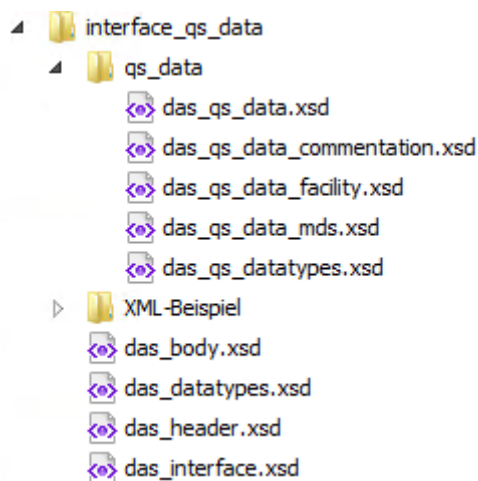 interface_qs_data
qs_data
das_qs_data.xsd
das_qs_data_commentation.xsd
das_qs_data_facility.xsd
das_qs_data_mds.xsd
das_qs_datatypes.xsd
XML-Beispiel
das_body.xsd
das_datatypes.xsd
das_header.xsd
das_interface.xsd